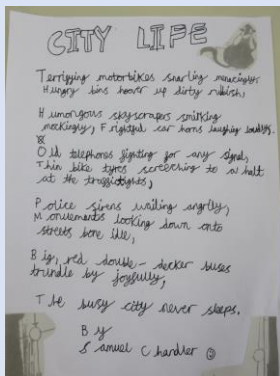 CITY LIFE
Terrifying motorbikes snarling menacingly,
Hungry bins hoover up dirty rubbish,
Humongous skyscrapes smirking
mockingly, Frightful car horns laughing loudly,
Old telephones fighting for any signal,
Thin bike tyres screeching to a halt
at the traffic lights,
Police sirens wailing angrily,
Monuements looking down onto
streets bone idle,
Big, red double-decker buses
trundle by joyfully,
The busy city never sleeps.
By
Samuel Chandler